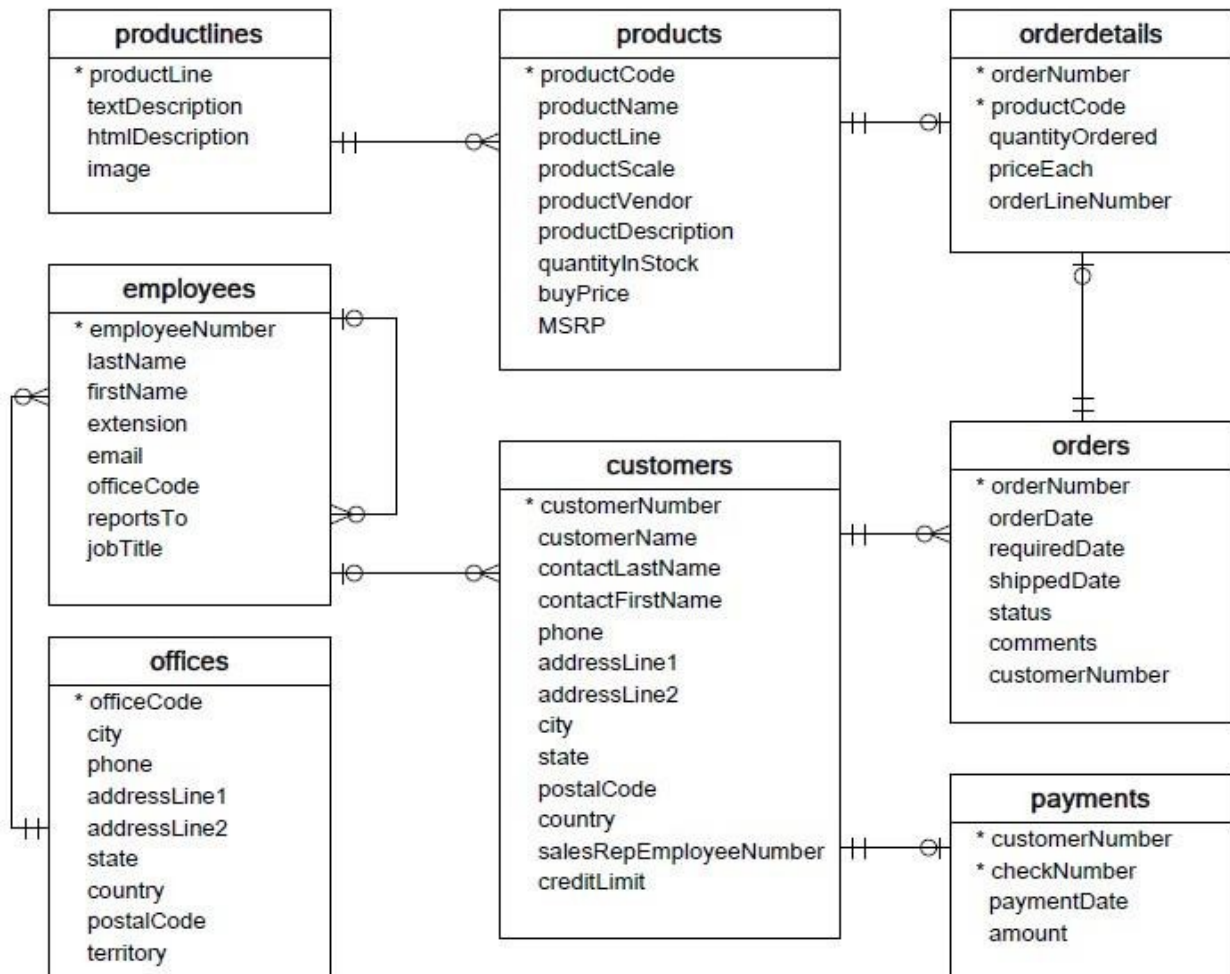 productlines
* productLine
textDescription
htmlDescription
image
products
* productCode
productName
productLine
productScale
productVendor
productDescription
quantityInStock
buyPrice
MSRP
orderdetails
* orderNumber
* productCode
quantityOrdered
priceEach
orderLineNumber
employees
* employeeNumber
lastName
firstName
extension
email
officeCode
reportsTo
jobTitle
customers
* customerNumber
customerName
contactLastName
contactFirstName
phone
addressLine1
addressLine2
city
state
postalCode
country
salesRepEmployeeNumber
creditLimit
orders
* orderNumber
orderDate
requiredDate
shippedDate
status
comments
customerNumber
offices
* officeCode
city
phone
addressLine1
addressLine2
state
country
postalCode
territory
payments
* customerNumber
* checkNumber
paymentDate
amount